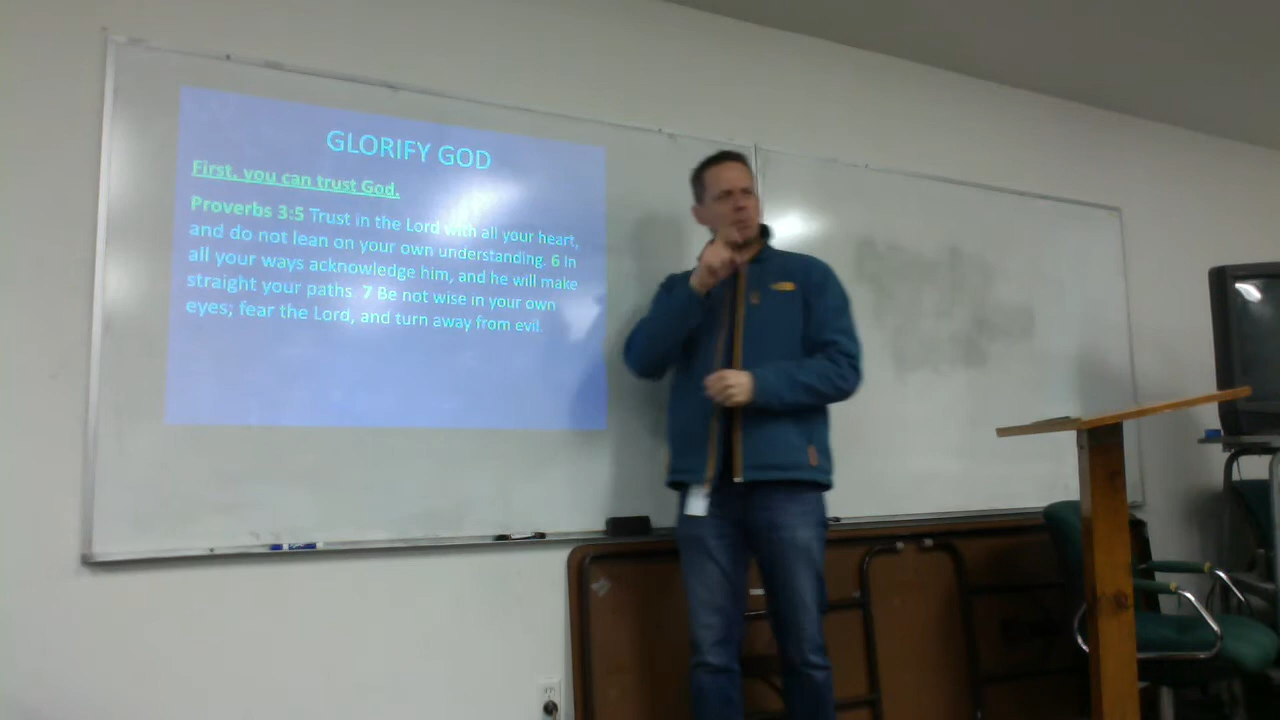 GLORIFY GOD
First, you can trust God.
Proverbs 3:5 Trust in the Lord with all your heart,
and do not lean on your own understanding. 6 In
all your ways acknowledge him, and he will make
straight your paths. 7 Be not wise in your own
eyes; fear the Lord, and turn away from evil.